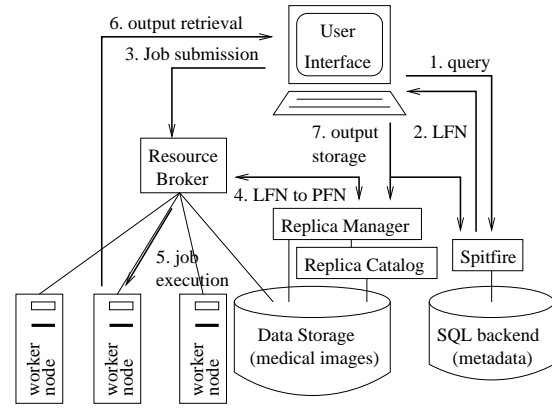 6. output retrieval
3. Job submission
User
Interface
1. query
7. output
storage
2. LFN
Resource
Broker
4. LFN to PFN
Replica Manager
Replica Catalog
Spitfire
5. job
execution
worker
node
worker
node
worker
node
Data Storage
(medical images)
SQL backend
(metadata)